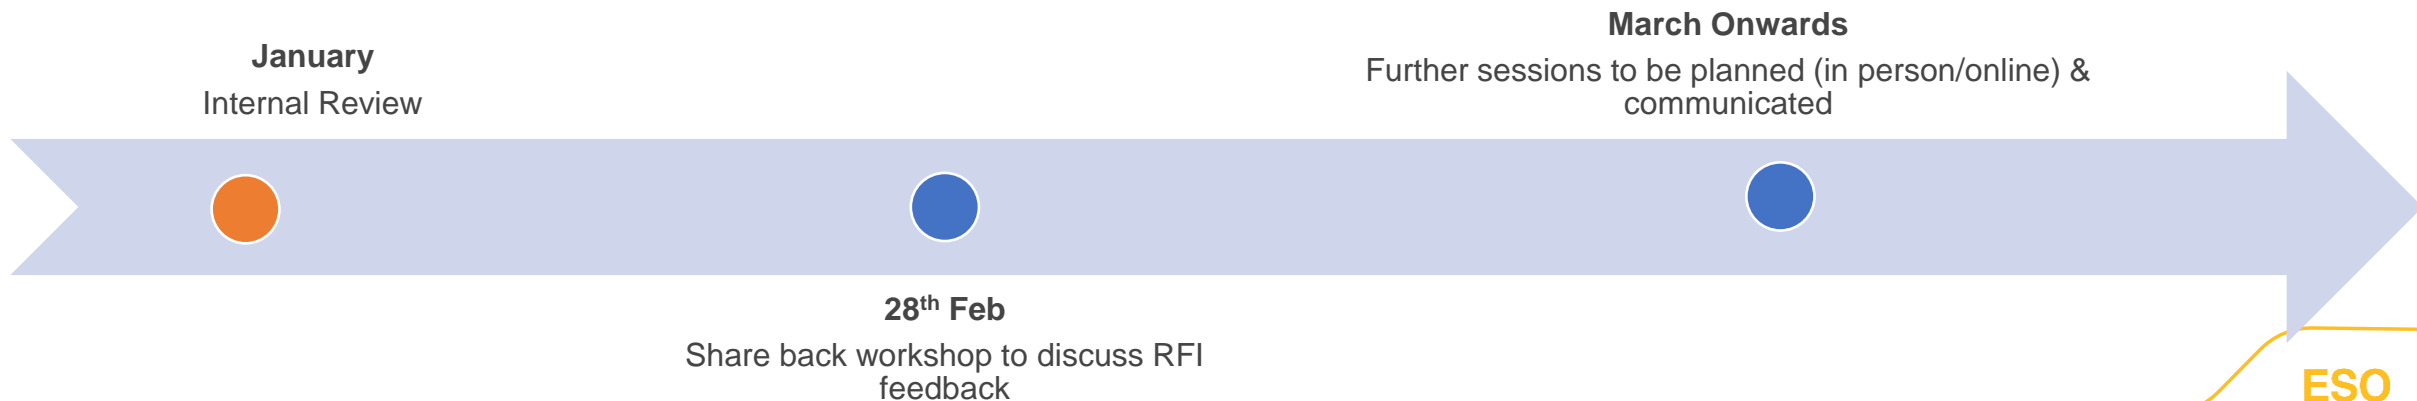 January
Internal Review
28th Feb
Share back workshop to discuss RFI
feedback
March Onwards
Further sessions to be planned (in person/online) &
communicated
ESO